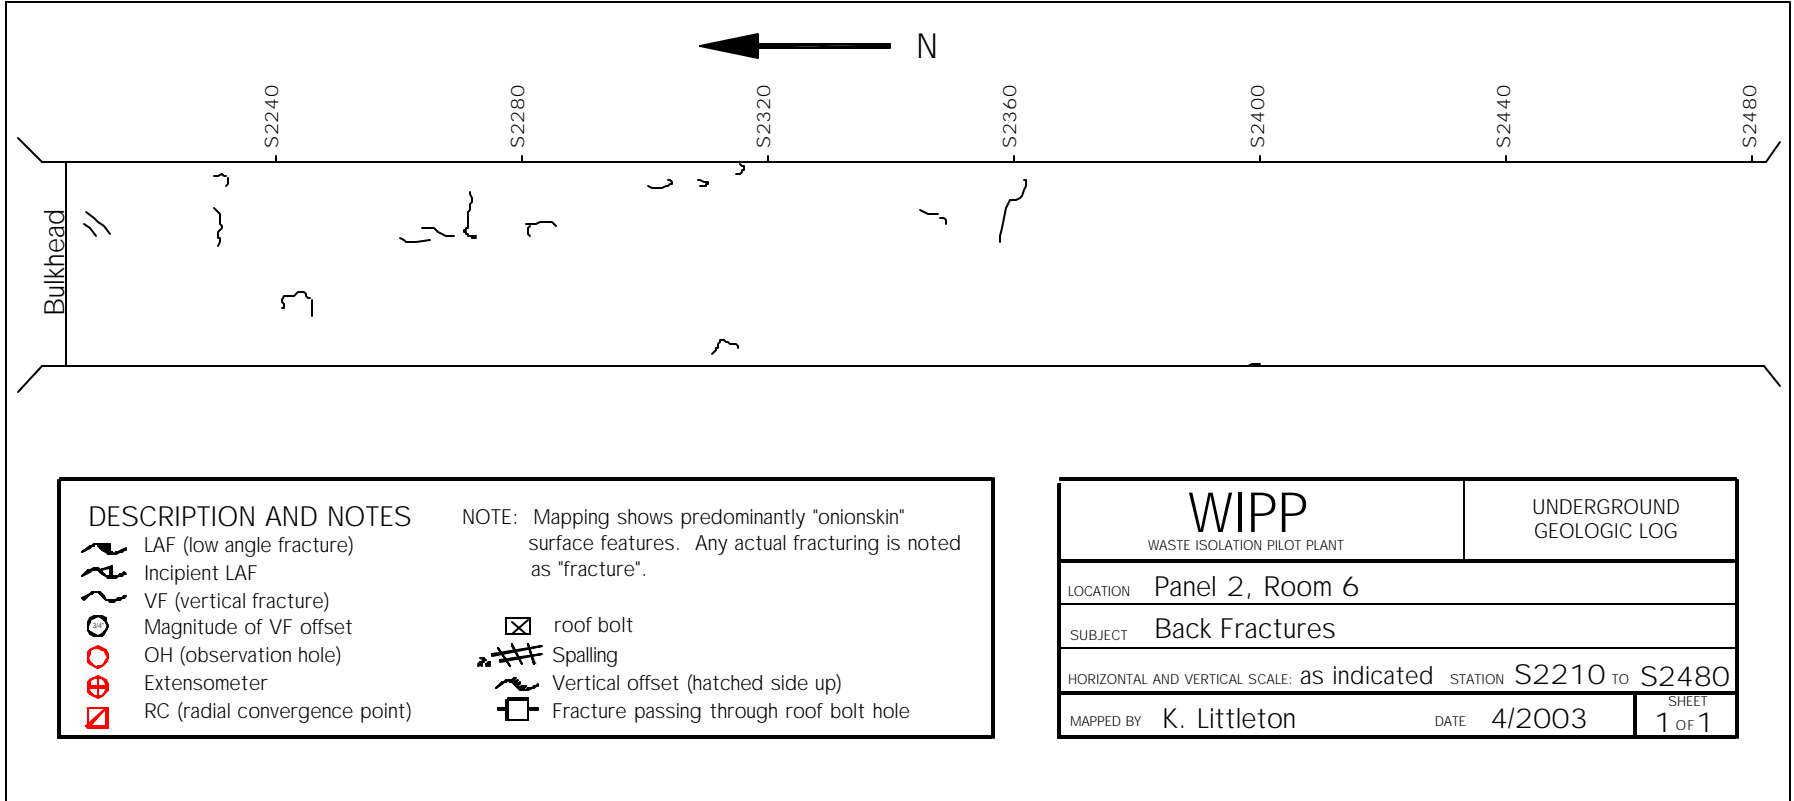 N
S2240
S2280
S2320
S2360
S2400
S2440
S2480
Bulkhead
DESCRIPTION AND NOTES
LAF (low angle fracture)
Incipient LAF
VF (vertical fracture)
3/4" Magnitude of VF offset
OH (observation hole)
Extensometer
RC (radial convergence point)
NOTE: Mapping shows predominantly "onionskin"
surface features. Any actual fracturing is noted
as "fracture".
roof bolt
Spalling
Vertical offset (hatched side up)
Fracture passing through roof bolt hole
WIPP
WASTE ISOLATION PILOT PLANT
UNDERGROUND
GEOLOGIC LOG
LOCATION Panel 2, Room 6
SUBJECT Back Fractures
HORIZONTAL AND VERTICAL SCALE: as indicated STATION S2210 TO S2480
MAPPED BY K. Littleton DATE 4/2003
SHEET
1 OF 1